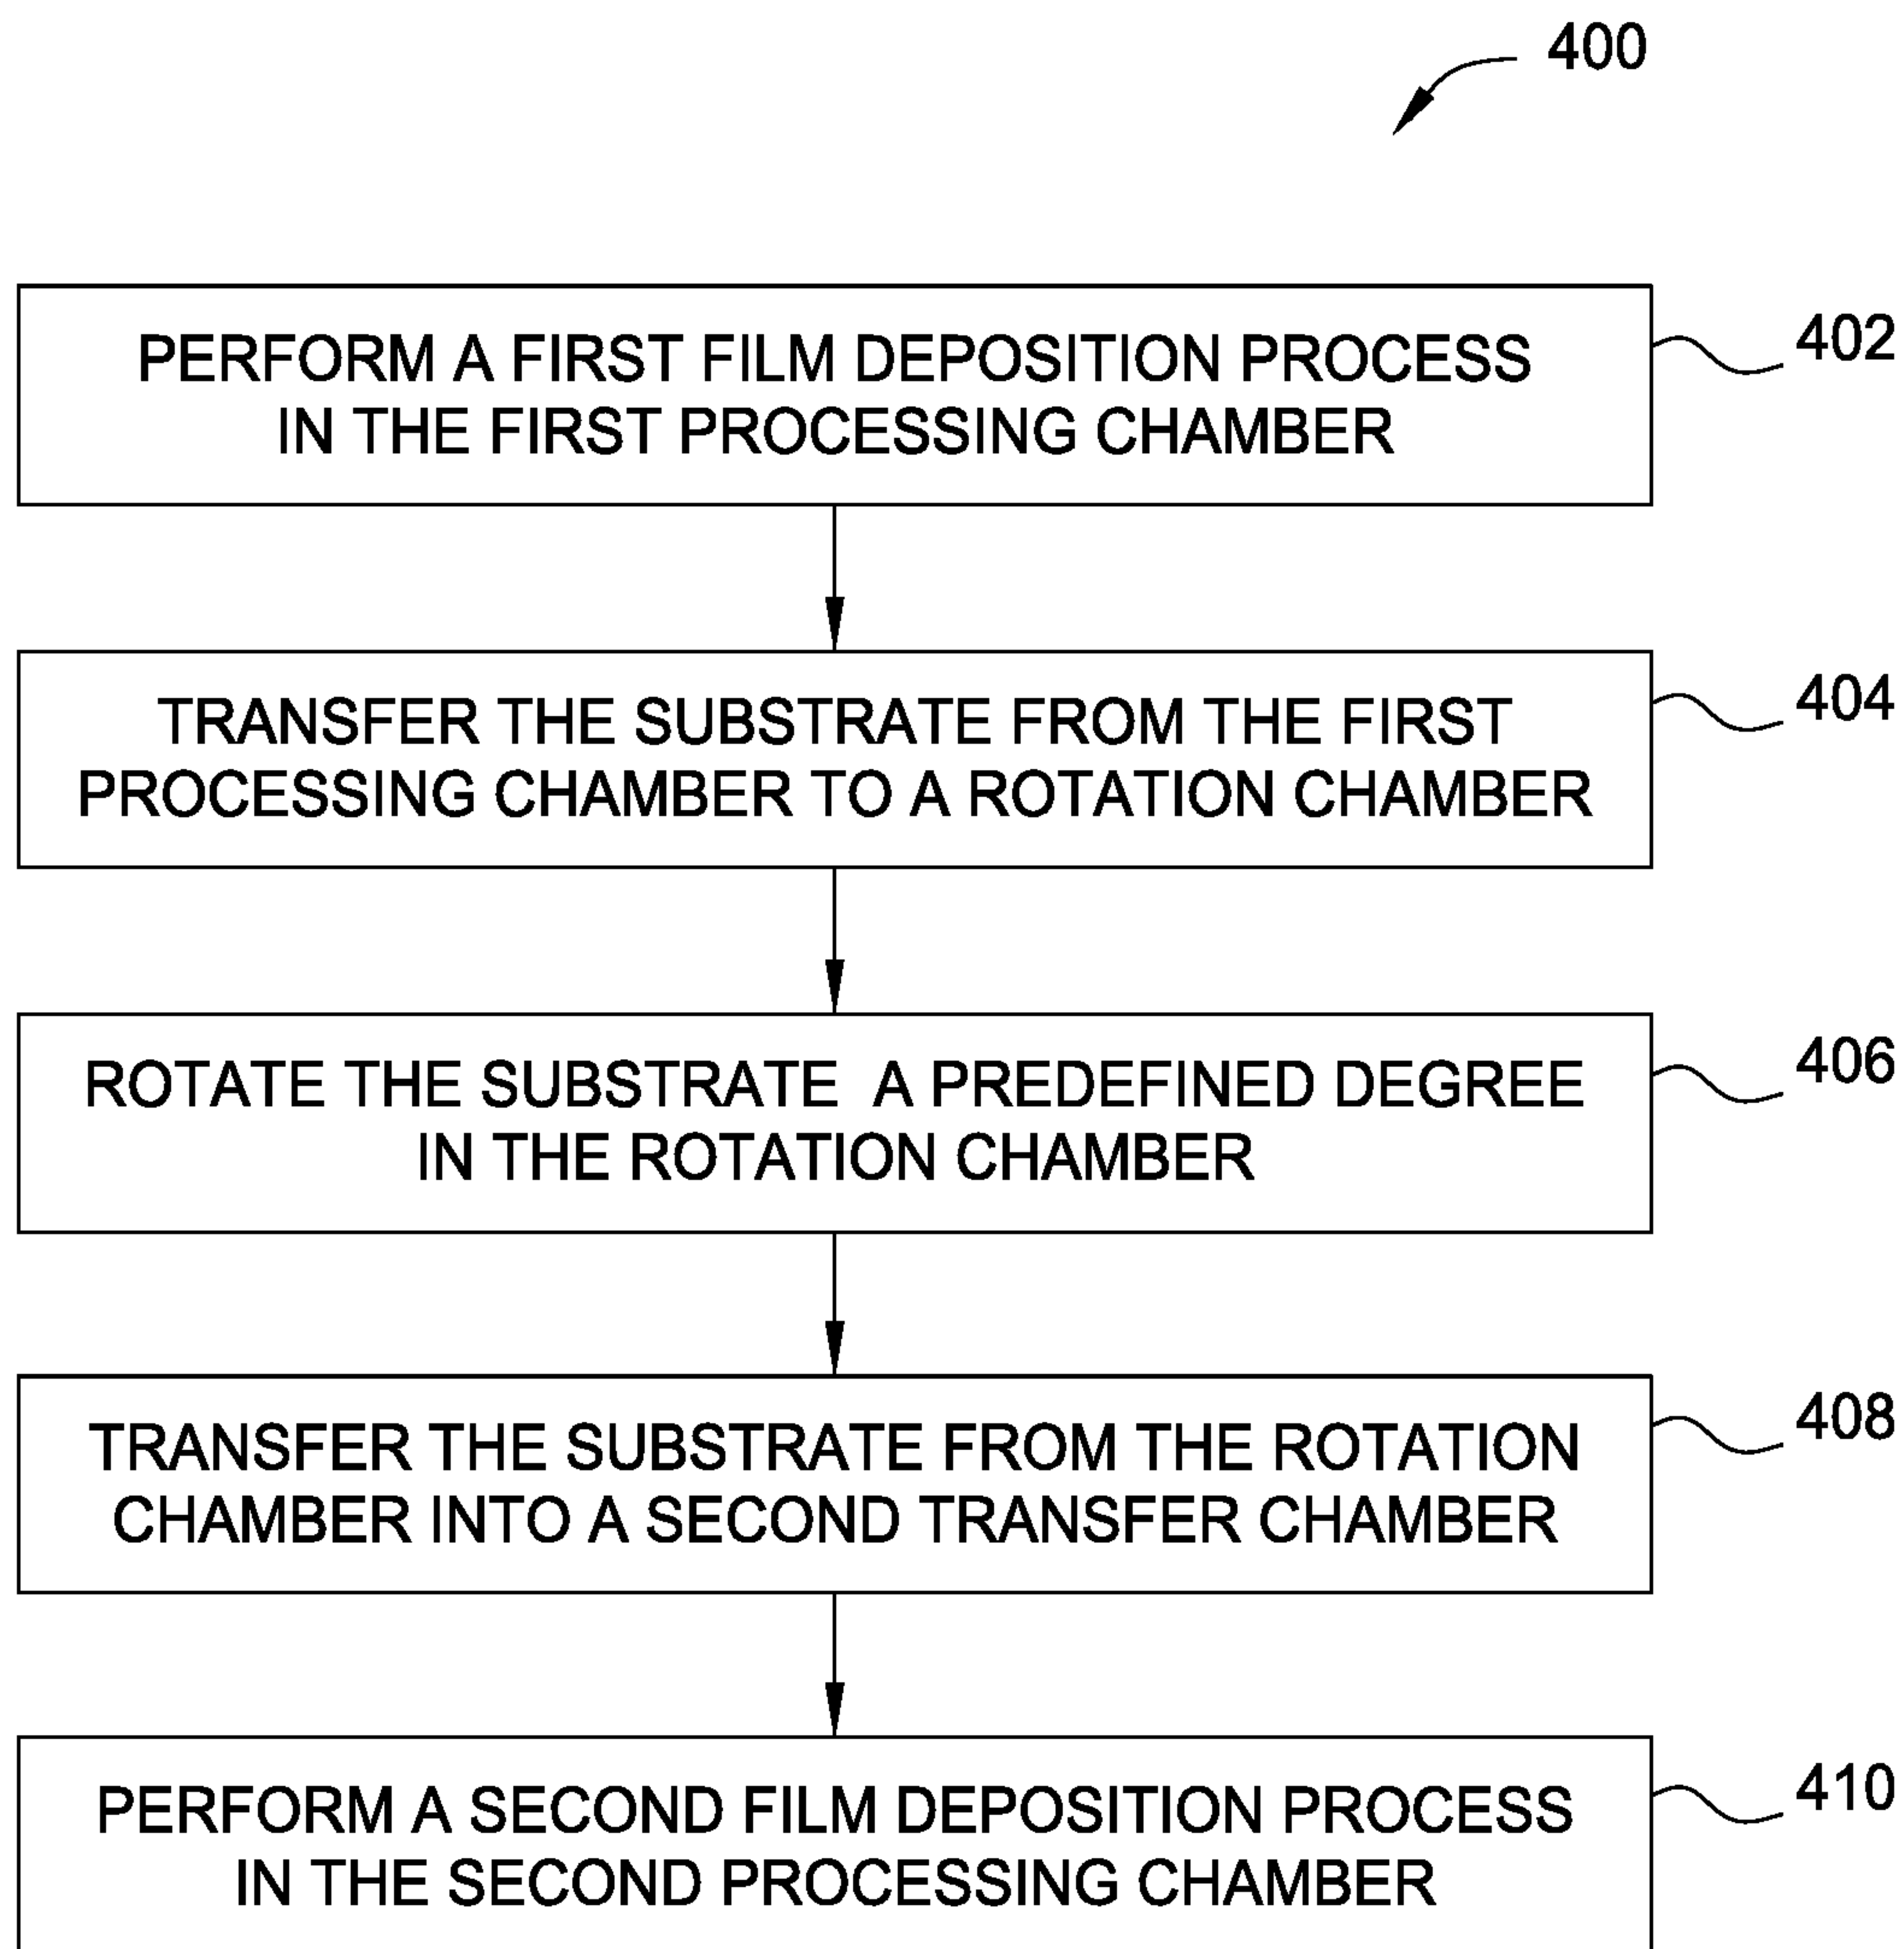 400
PERFORM A FIRST FILM DEPOSITION PROCESS
IN THE FIRST PROCESSING CHAMBER
402
TRANSFER THE SUBSTRATE FROM THE FIRST
PROCESSING CHAMBER TO A ROTATION CHAMBER
404
ROTATE THE SUBSTRATE A PREDEFINED DEGREE
IN THE ROTATION CHAMBER
406
TRANSFER THE SUBSTRATE FROM THE ROTATION
CHAMBER INTO A SECOND TRANSFER CHAMBER
408
PERFORM A SECOND FILM DEPOSITION PROCESS
IN THE SECOND PROCESSING CHAMBER
410